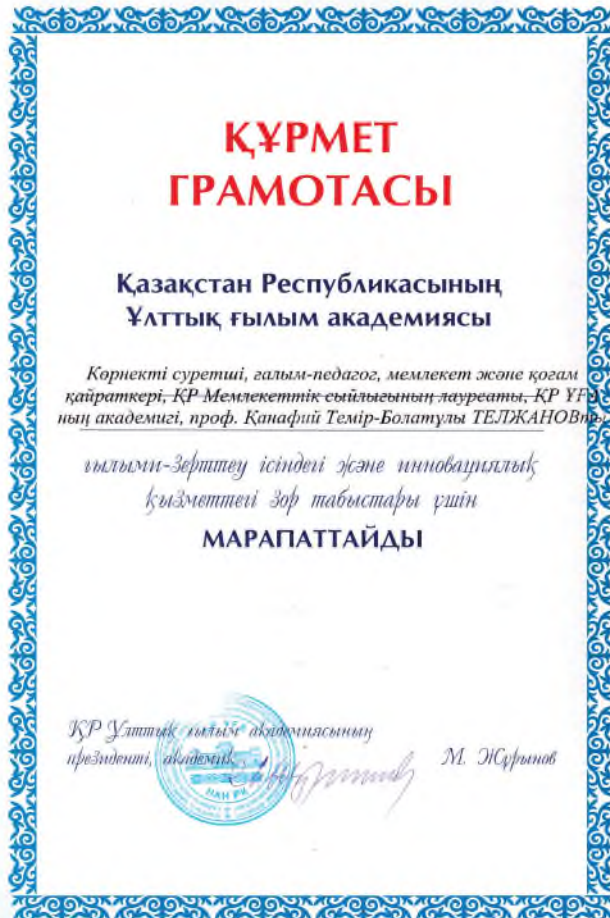 ҚҰРМЕТ
ГРАМОТАСЫ
Қазақстан Республикасының
Ұлттық ғылым академиясы
Көрнекті суретші, ғалым-педагог, мемлекет және қоғам
қайраткері, ҚР Мемлекеттік сыйлығының лауреаты, ҚР ҰҒА-
ның академигі, проф. Қанафий Темір-Болатұлы ТЕЛЖАНОВты
ғылыми-зерттеу ісіндегі және инновациялық
қызметтегі зор табыстары үшін
МАРАПАТТАЙДЫ
ҚР Ұлттық ғылым академиясының
президенті, академик
М. Жұрынов
НАН РК